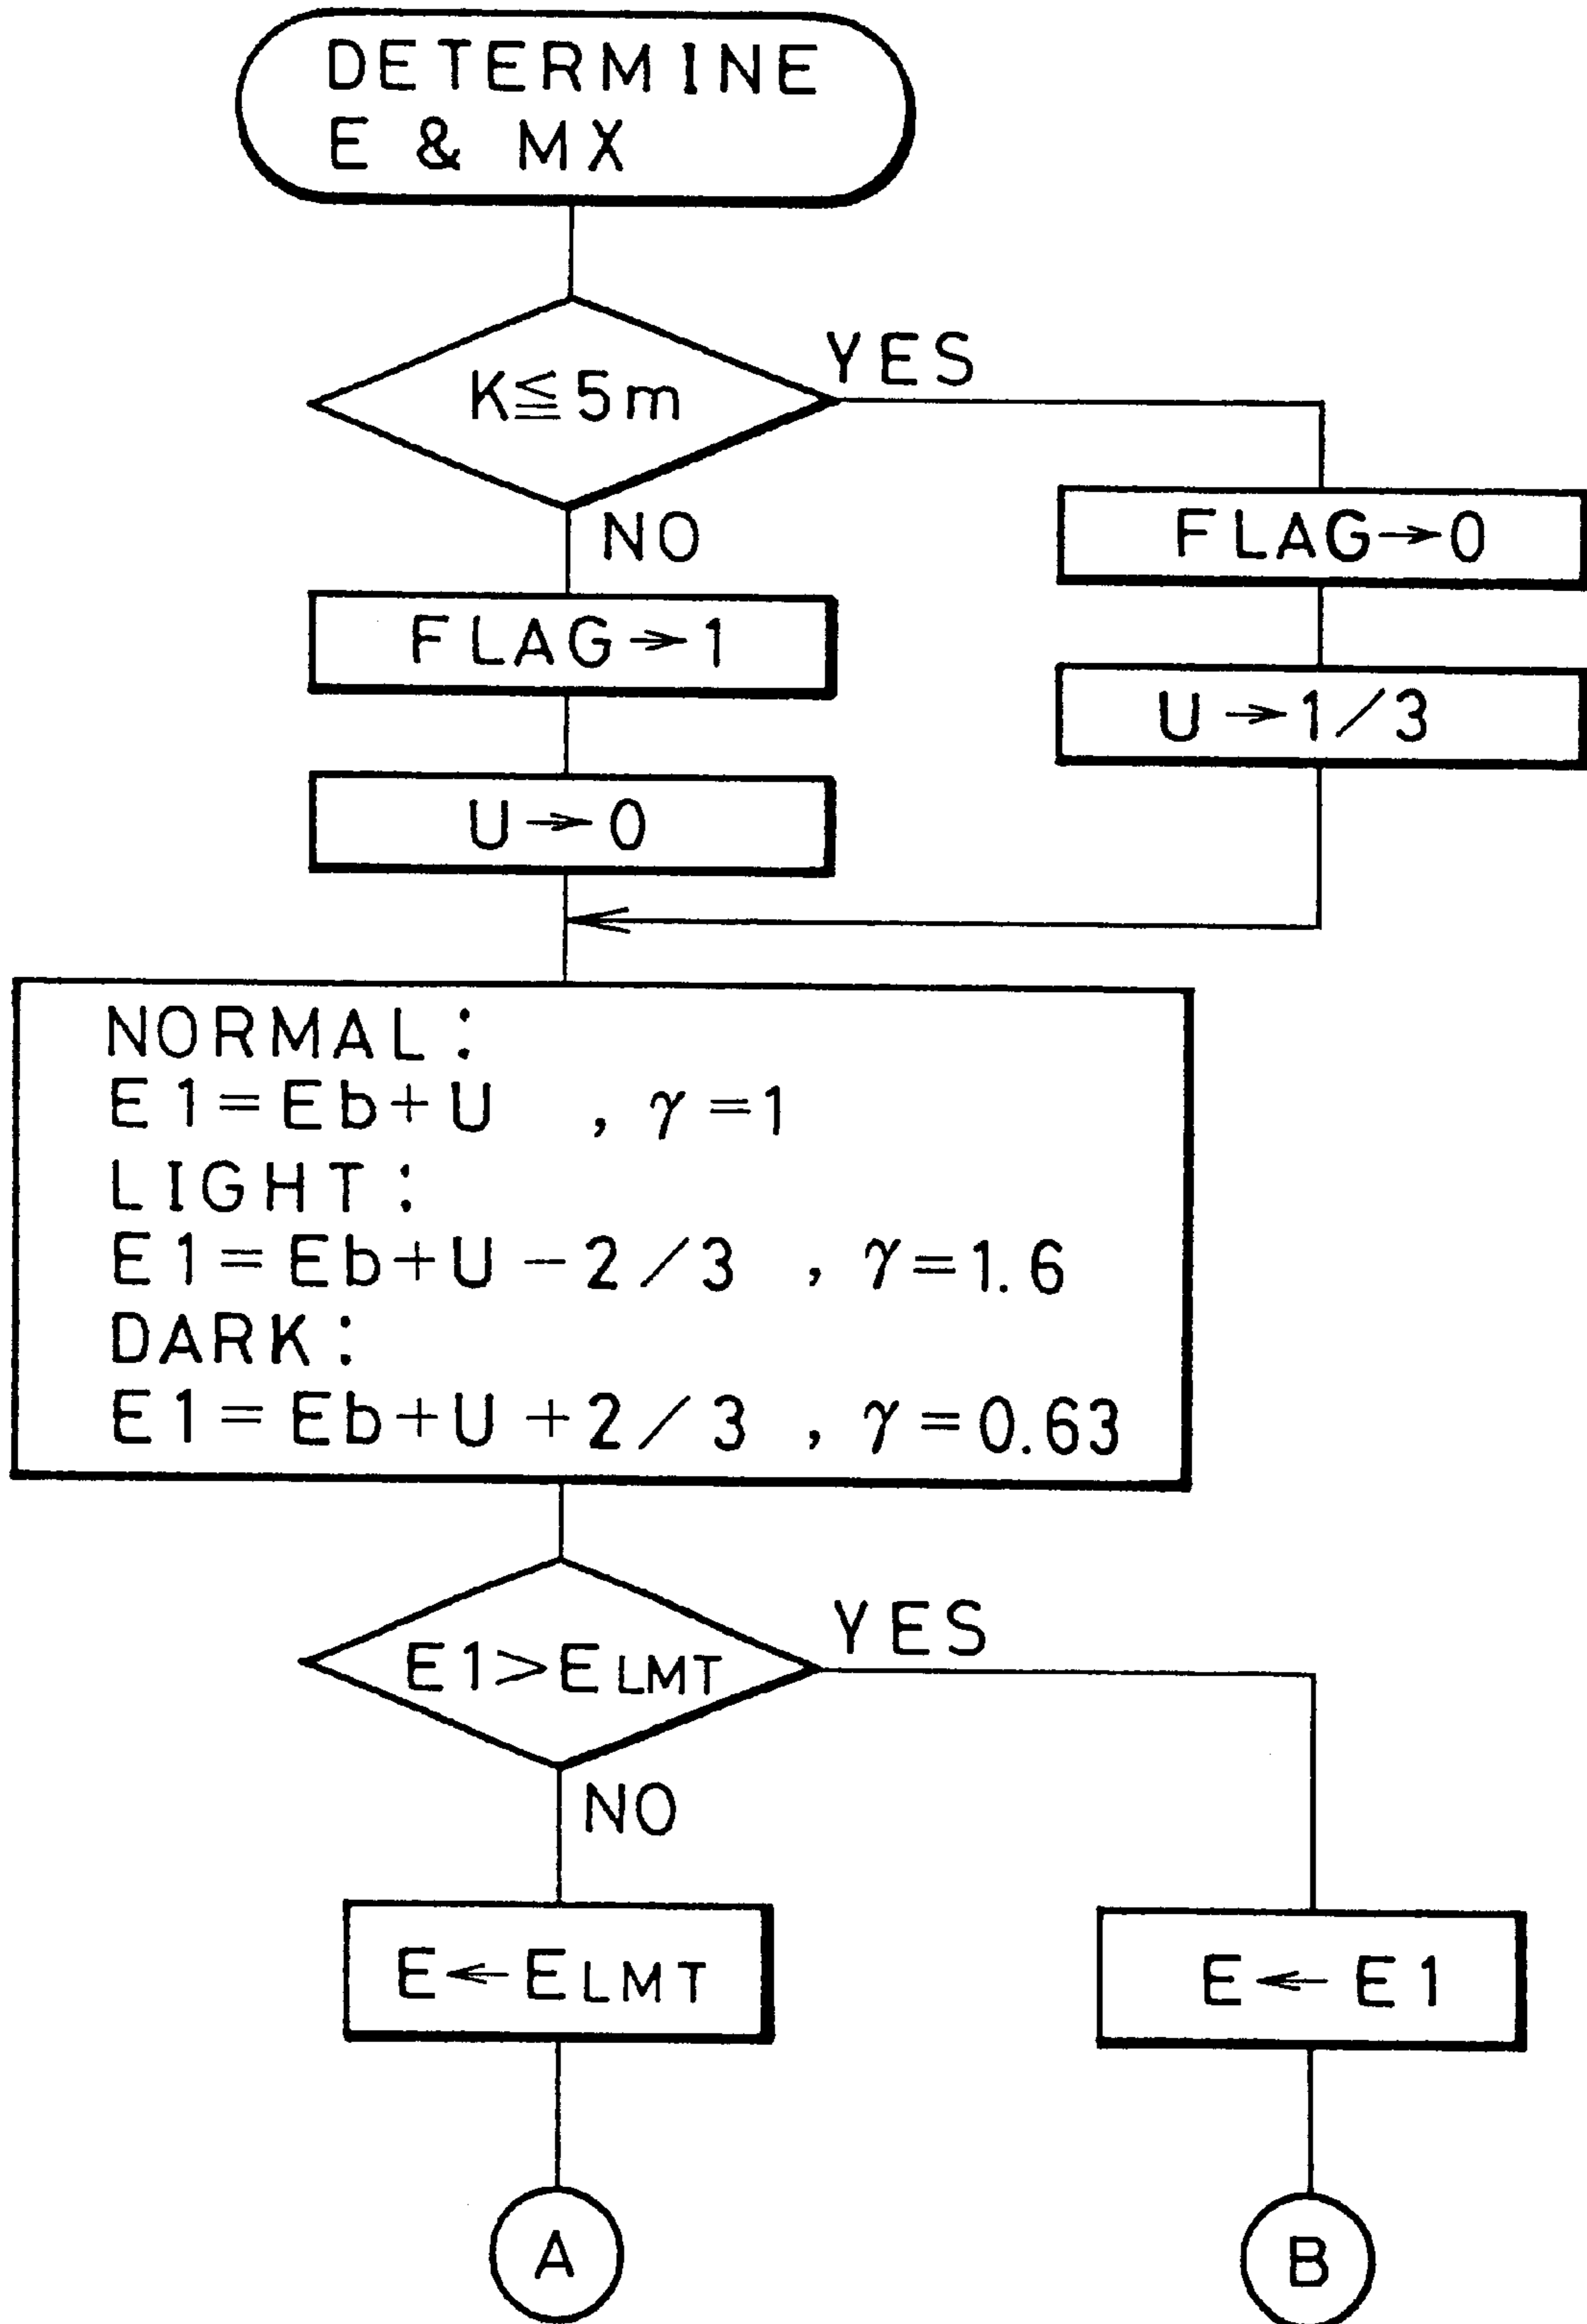 DETERMINE
E & MX
K≦5m
YES
NO
FLAG→0
FLAG→1
U→1/3
U→0
NORMAL:
E1=Eb+U , γ=1
LIGHT:
E1=Eb+U-2/3 , γ=1.6
DARK:
E1=Eb+U+2/3 , γ=0.63
E1>ELMT
YES
NO
E←ELMT
E←E1
A
B